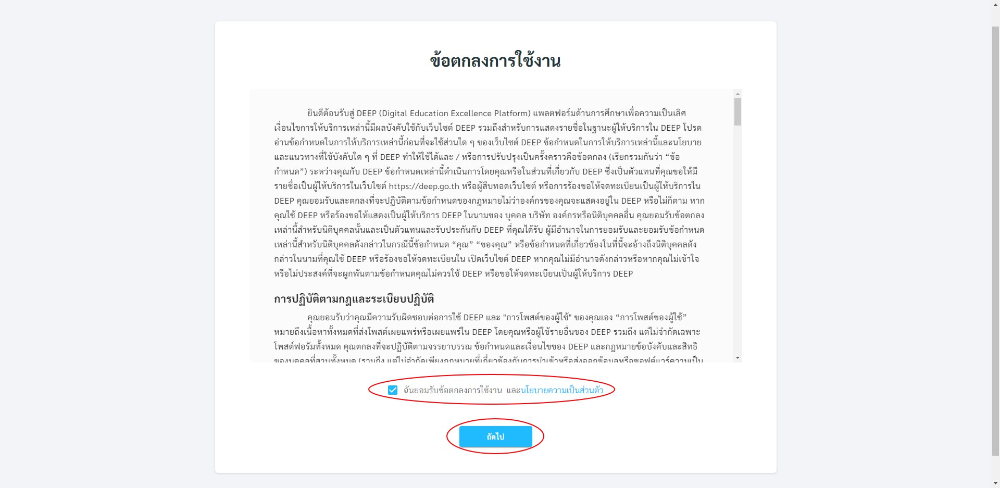 ข้อตกลงการใช้งาน
ยินดีต้อนรับสู่ DEEP (Digital Education Excellence Platform) แพลตฟอร์มด้านการศึกษาเพื่อความเป็นเลิศ
เงื่อนไขการให้บริการเหล่านี้มีผลบังคับใช้กับเว็บไซต์ DEEP รวมถึงสำหรับการแสดงรายชื่อในฐานะผู้ให้บริการใน DEEP โปรด
อ่านข้อกำหนดในการให้บริการเหล่านี้ก่อนที่จะใช้ส่วนใด ๆ ของเว็บไซต์ DEEP ข้อกำหนดในการให้บริการเหล่านี้และนโยบาย
และแนวทางที่ใช้บังคับใด ๆ ที่ DEEP ทำให้ใช้ได้และ / หรือการปรับปรุงเป็นครั้งคราวคือข้อตกลง (เรียกรวมกันว่า “ข้อ
กำหนด”) ระหว่างคุณกับ DEEP ข้อกำหนดเหล่านี้ดำเนินการโดยคุณหรือในส่วนที่เกี่ยวกับ DEEP ซึ่งเป็นตัวแทนที่คุณขอให้มี
รายชื่อเป็นผู้ให้บริการในเว็บไซต์ https://deep.go.th หรือผู้สืบทอดเว็บไซต์ หรือการร้องขอให้จดทะเบียนเป็นผู้ให้บริการใน
DEEP คุณยอมรับและตกลงที่จะปฏิบัติตามข้อกำหนดของกฎหมายไม่ว่าองค์กรของคุณจะแสดงอยู่ใน DEEP หรือไม่ก็ตาม หาก
คุณใช้ DEEP หรือร้องขอให้แสดงเป็นผู้ให้บริการ DEEP ในนามของ บุคคล บริษัท องค์กรหรือนิติบุคคลอื่น คุณยอมรับข้อตกลง
เหล่านี้สำหรับนิติบุคคลนั้นและเป็นตัวแทนและรับประกันกับ DEEP ที่คุณได้รับ ผู้มีอำนาจในการยอมรับและยอมรับข้อกำหนด
เหล่านี้สำหรับนิติบุคคลดังกล่าวในกรณีนี้ข้อกำหนด “คุณ” “ของคุณ” หรือข้อกำหนดที่เกี่ยวข้องในที่นี้จะอ้างถึงนิติบุคคลดัง
กล่าวในนามที่คุณใช้ DEEP หรือร้องขอให้จดทะเบียนใน เปิดเว็บไซต์ DEEP หากคุณไม่มีอำนาจดังกล่าวหรือหากคุณไม่เข้าใจ
หรือไม่ประสงค์ที่จะผูกพันตามข้อกำหนดคุณไม่ควรใช้ DEEP หรือขอให้จดทะเบียนเป็นผู้ให้บริการ DEEP
การปฏิบัติตามกฎและระเบียบปฏิบัติ
คุณยอมรับว่าคุณมีความรับผิดชอบต่อการใช้ DEEP และ "การโพสต์ของผู้ใช้" ของคุณเอง “การโพสต์ของผู้ใช้”
หมายถึงเนื้อหาทั้งหมดที่ส่งโพสต์เผยแพร่หรือเผยแพร่ใน DEEP โดยคุณหรือผู้ใช้รายอื่นของ DEEP รวมถึง แต่ไม่จำกัดเฉพาะ
โพสต์ฟอรัมทั้งหมด คุณตกลงที่จะปฏิบัติตามจรรยาบรรณ ข้อกำหนดและเงื่อนไขของ DEEP และกฎหมายข้อบังคับและสิทธิ
ของบุคคลที่สามทั้งหมด (รวมถึง แต่ไม่จำกัดเพียงกฎหมายที่เกี่ยวข้องกับการนำเข้าหรือส่งออกข้อมูลหรือซอฟต์แวร์ความเป็น
ฉันยอมรับข้อตกลงการใช้งาน และนโยบายความเป็นส่วนตัว
ถัดไป